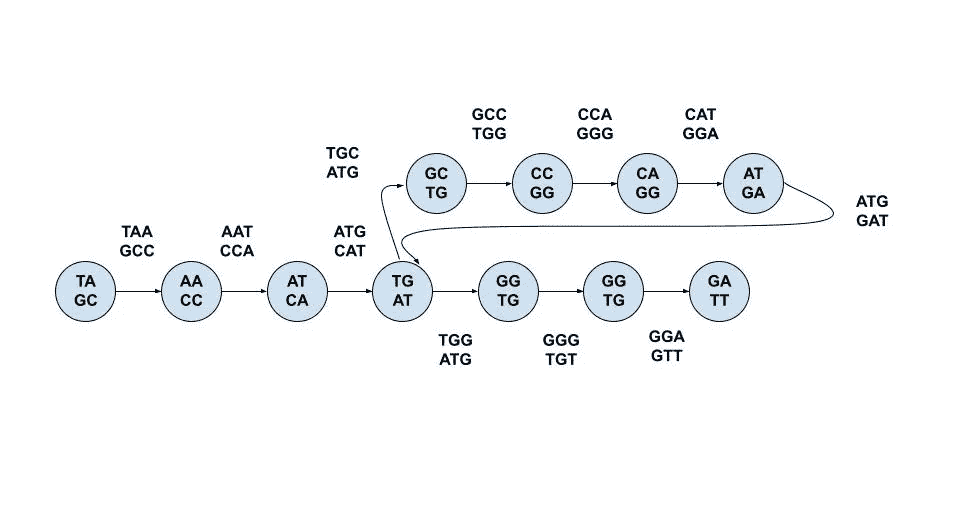 GCC
TGG
CCA
GGG
CAT
GGA
TGC
ATG
GC
TG
CC
GG
CA
GG
AT
GA
ATG
GAT
TAA
GCC
AAT
CCA
ATG
CAT
TA
GC
AA
CC
AT
CA
TG
AT
GG
TG
GG
TG
GA
TT
TGG
ATG
GGG
TGT
GGA
GTT